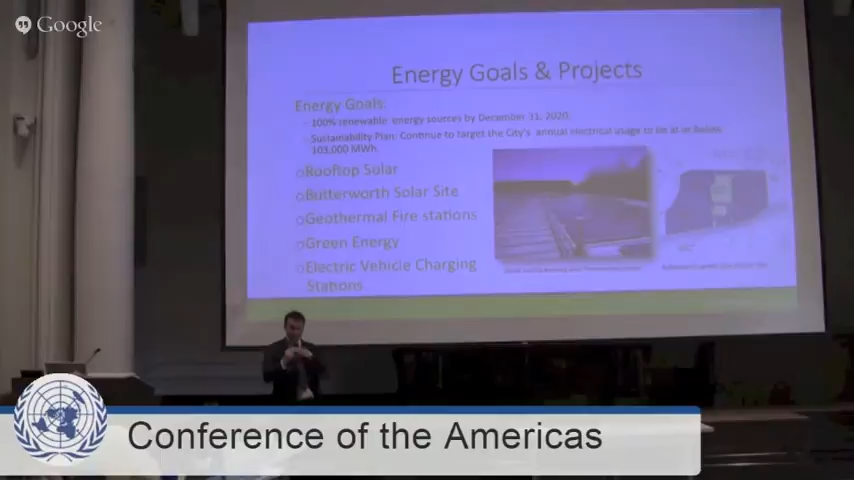 Google
Energy Goals & Projects
Energy Goals:
100% renewable energy sources by December 31, 2020.
Sustainability Plan: Continue to target the City's annual electrical usage to be at or below
103,000 MWh.
Rooftop Solar
Butterworth Solar Site
Geothermal Fire stations
Green Energy
Electric Vehicle Charging
Stations
Conference of the Americas